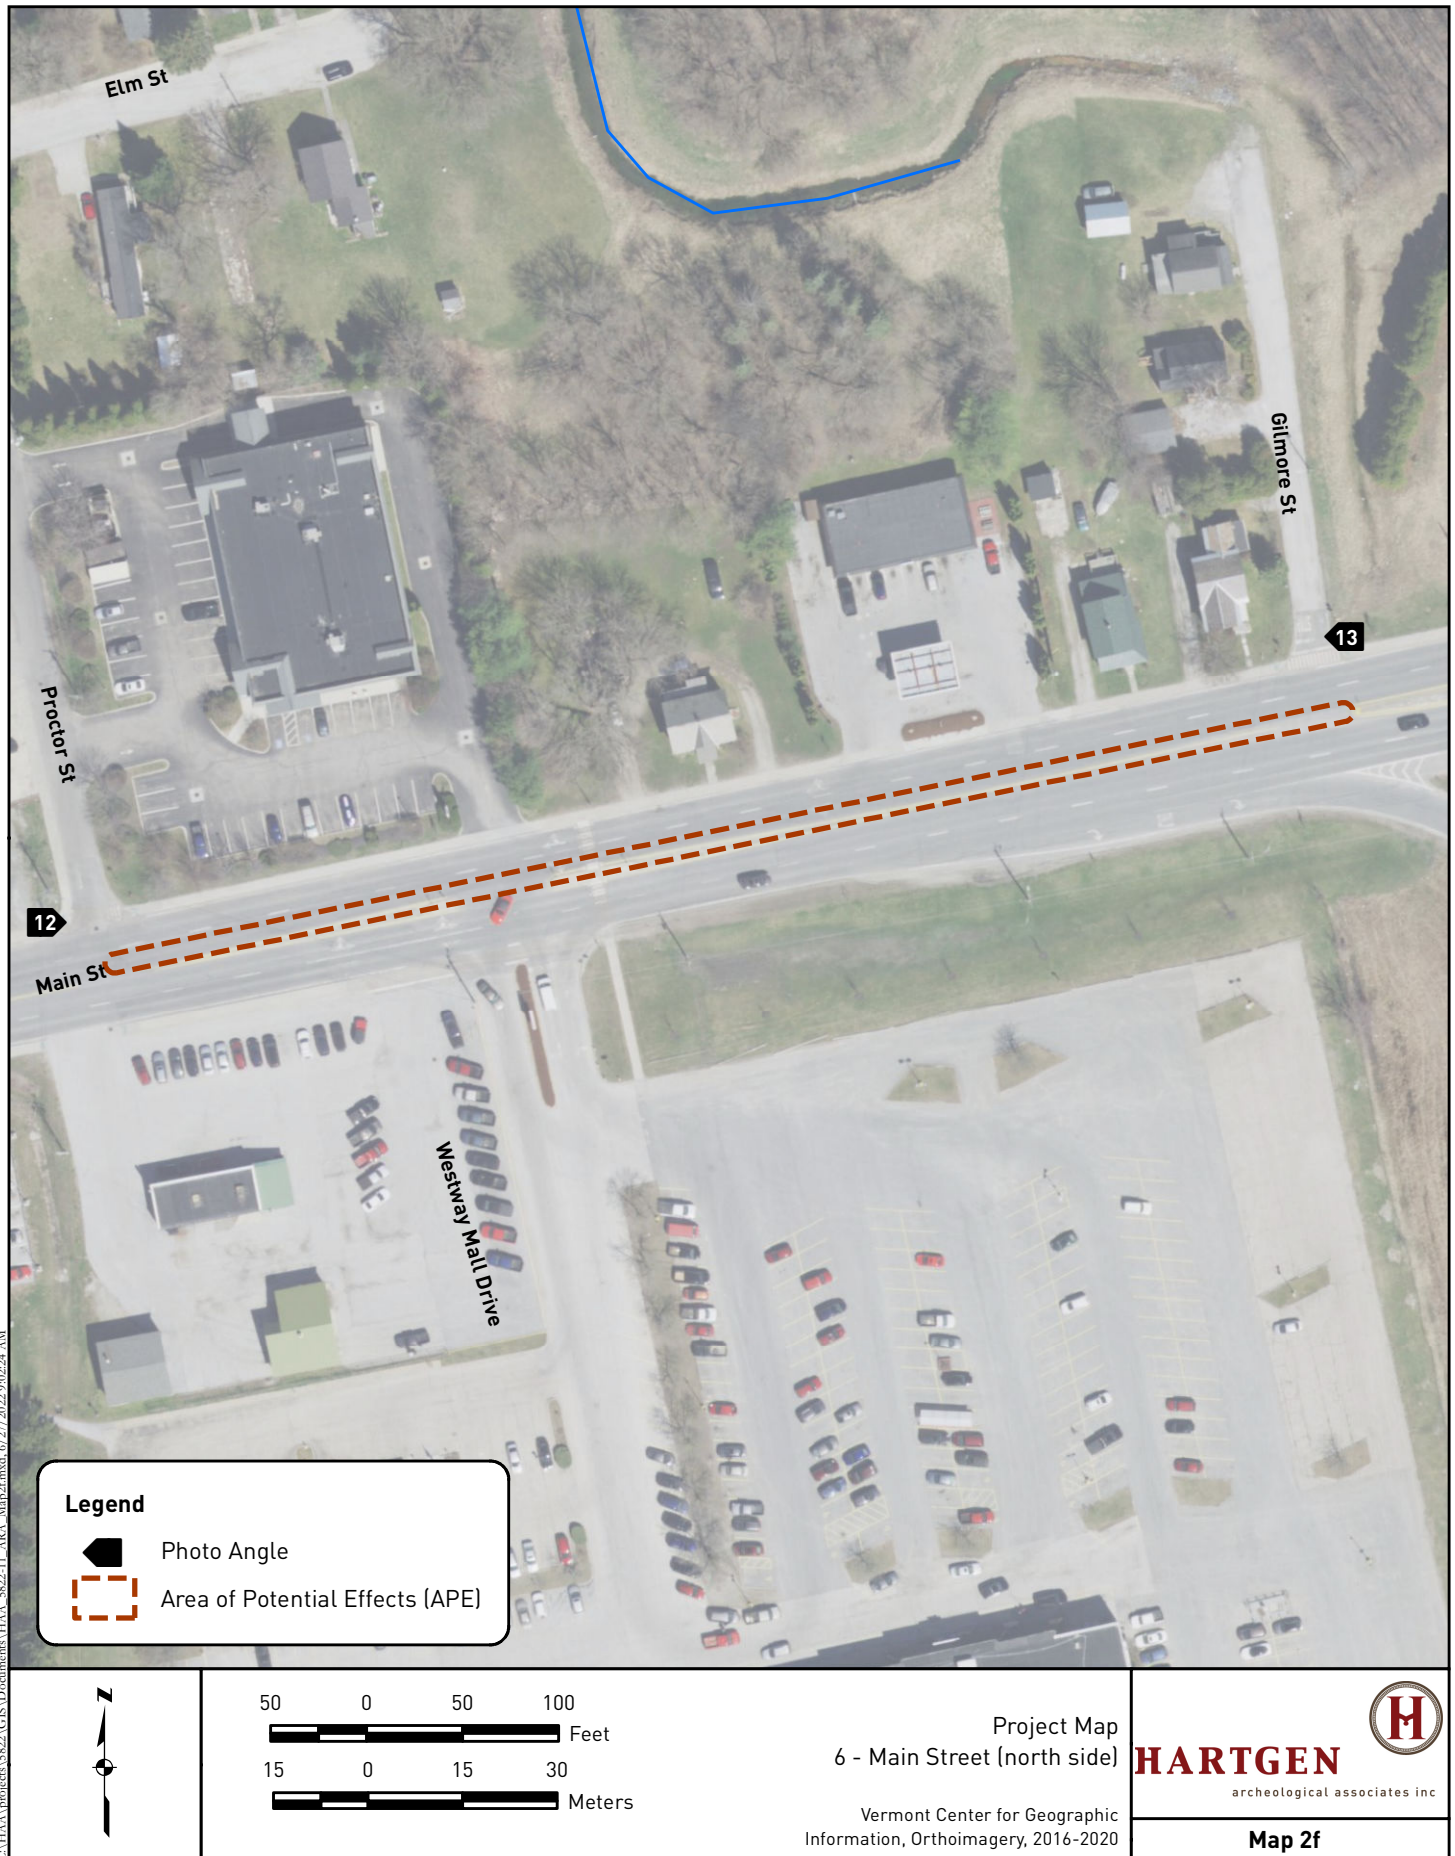 Elm St
Gilmore St
13
Proctor St
12
Main St
Westway Mall Drive
Legend
Photo Angle
Area of Potential Effects (APE)
N
50 0 50 100
Feet
15 0 15 30
Meters
Project Map
6 - Main Street (north side)
Vermont Center for Geographic
Information, Orthoimagery, 2016-2020
H
HARTGEN
archeological associates inc
Map 2f